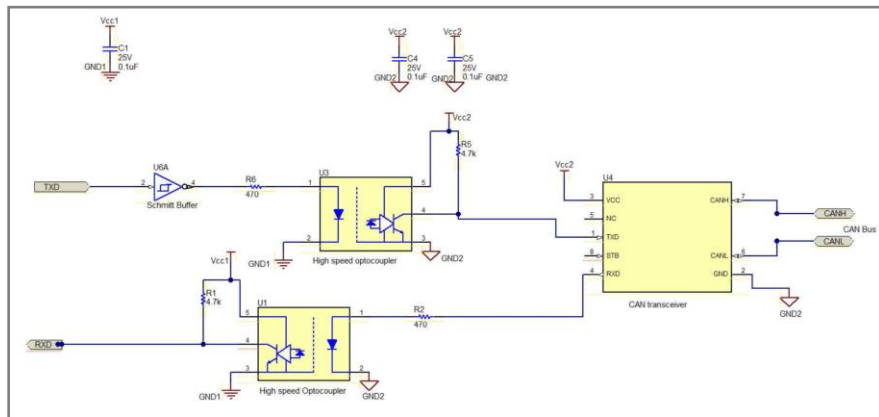 Vcc1
C1
25V
0.1uF
GND1
Vcc2
C4
25V
0.1uF
GND2
Vcc2
C5
25V
0.1uF
GND2
GND2
Vcc2
R5
4.7k
TXD
U6A
2
4
Schmitt Buffer
R6
470
U3
1
2
5
4
3
GND1
GND2
High speed optocoupler
Vcc2
U4
3
VCC
5
NC
1
TXD
8
STB
4
RXD
CANH
7
CANL
6
GND
2
CAN transceiver
CANH
CAN Bus
CANL
GND2
Vcc1
R1
4.7k
RXD
U1
5
4
3
1
2
GND1
GND2
High speed Optocoupler
R2
470